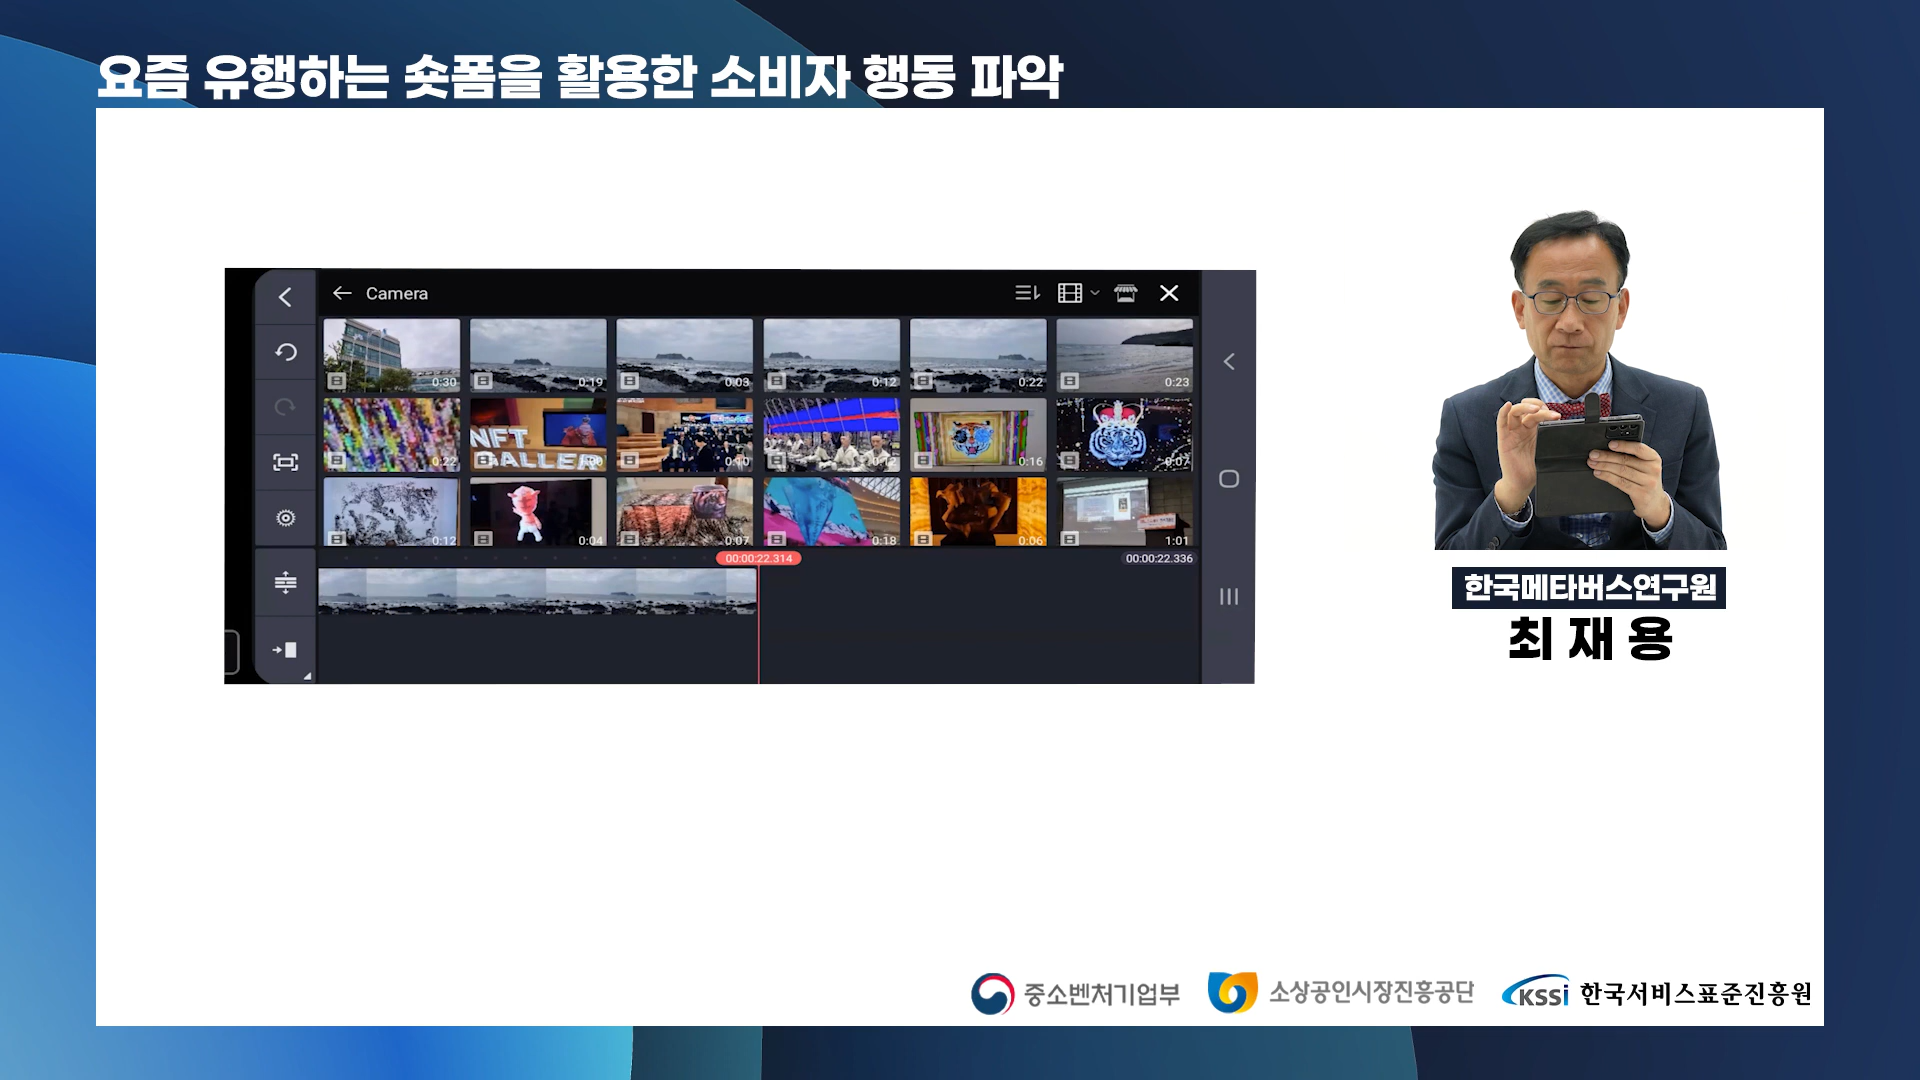 요즘 유행하는 숏폼을 활용한 소비자 행동 파악
Camera
0:30
0:19
0:03
0:12
0:22
0:23
0:22
NFT
GALLERY
0:10
0:12
0:16
0:07
0:12
0:04
0:07
0:18
0:06
1:01
00:00:22.314
00:00:22.336
한국메타버스연구원
최재용
중소벤처기업부
소상공인시장진흥공단
KSSi 한국서비스표준진흥원